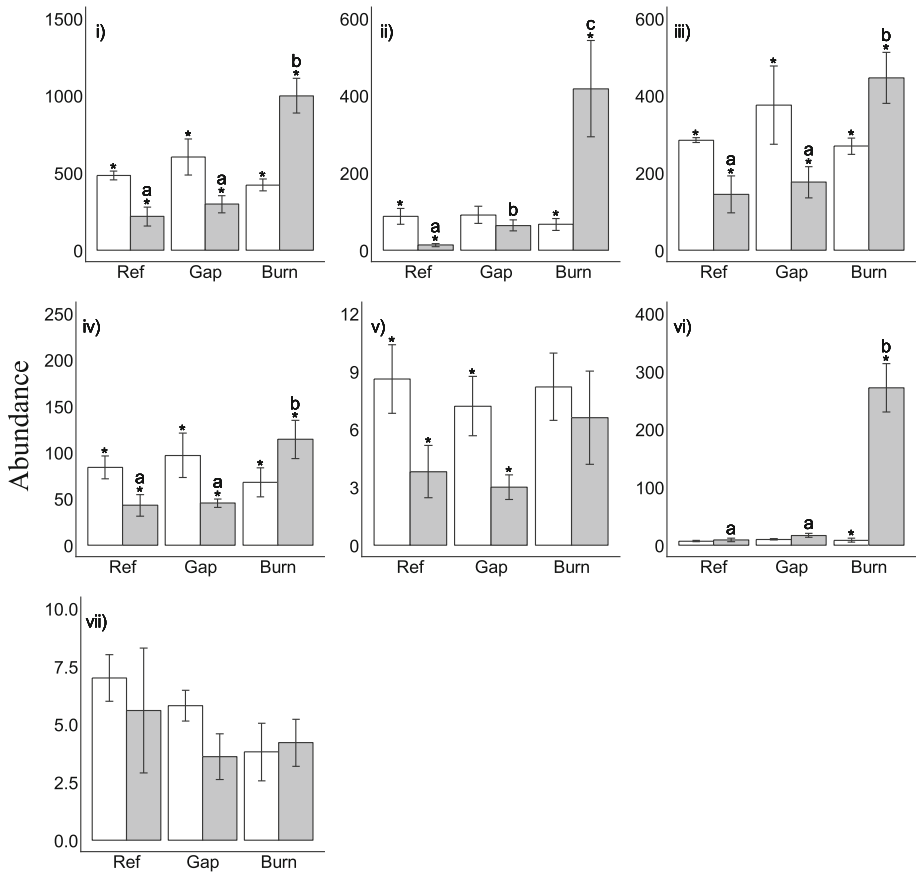 1500
1000
500
0
i)
*
a
*
*
a
*
*
b
*
Ref Gap Burn
600
400
200
0
ii)
*
a
*
b
*
c
*
Ref Gap Burn
600
400
200
0
iii)
*
a
*
*
a
*
*
b
*
Ref Gap Burn
Abundance
250
200
150
100
50
0
iv)
*
a
*
*
a
*
*
b
*
Ref Gap Burn
12
9
6
3
0
v)
*
*
*
*
Ref Gap Burn
400
300
200
100
0
vi)
a
a
*
b
*
Ref Gap Burn
10.0
7.5
5.0
2.5
0.0
vii)
Ref Gap Burn